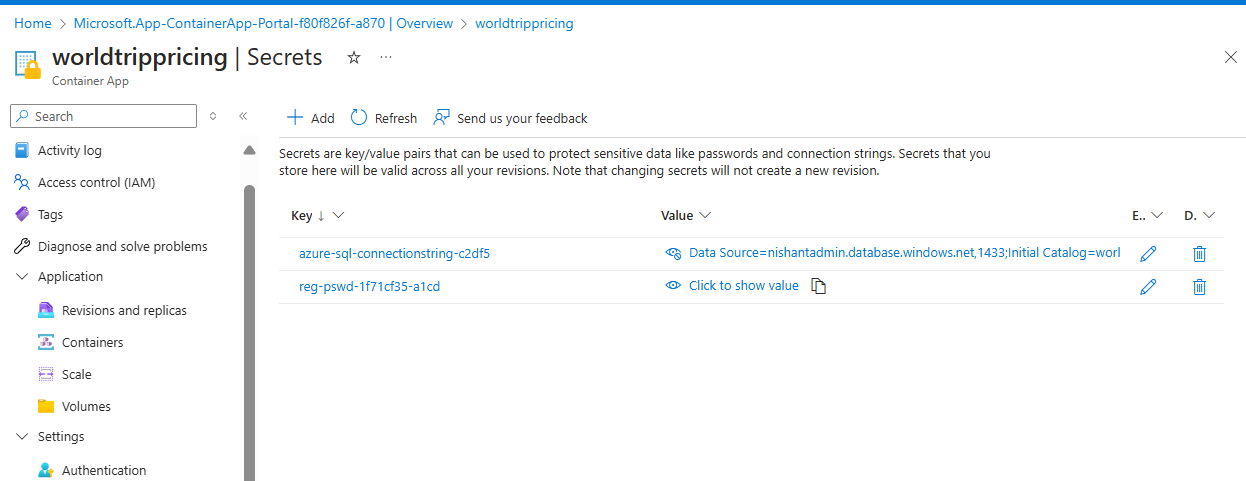 Home > Microsoft.App-ContainerApp-Portal-f80f826f-a870 | Overview > worldtrippricing
worldtrippricing | Secrets
Container App
Search
Add
Refresh
Send us your feedback
Activity log
Access control (IAM)
Tags
Diagnose and solve problems
Application
Revisions and replicas
Containers
Scale
Volumes
Settings
Authentication
Secrets are key/value pairs that can be used to protect sensitive data like passwords and connection strings. Secrets that you
store here will be valid across all your revisions. Note that changing secrets will not create a new revision.
Key ↓ Value E.. D.
azure-sql-connectionstring-c2df5 Data Source=nishantadmin.database.windows.net,1433;Initial Catalog=worl
reg-pswd-1f71cf35-a1cd Click to show value